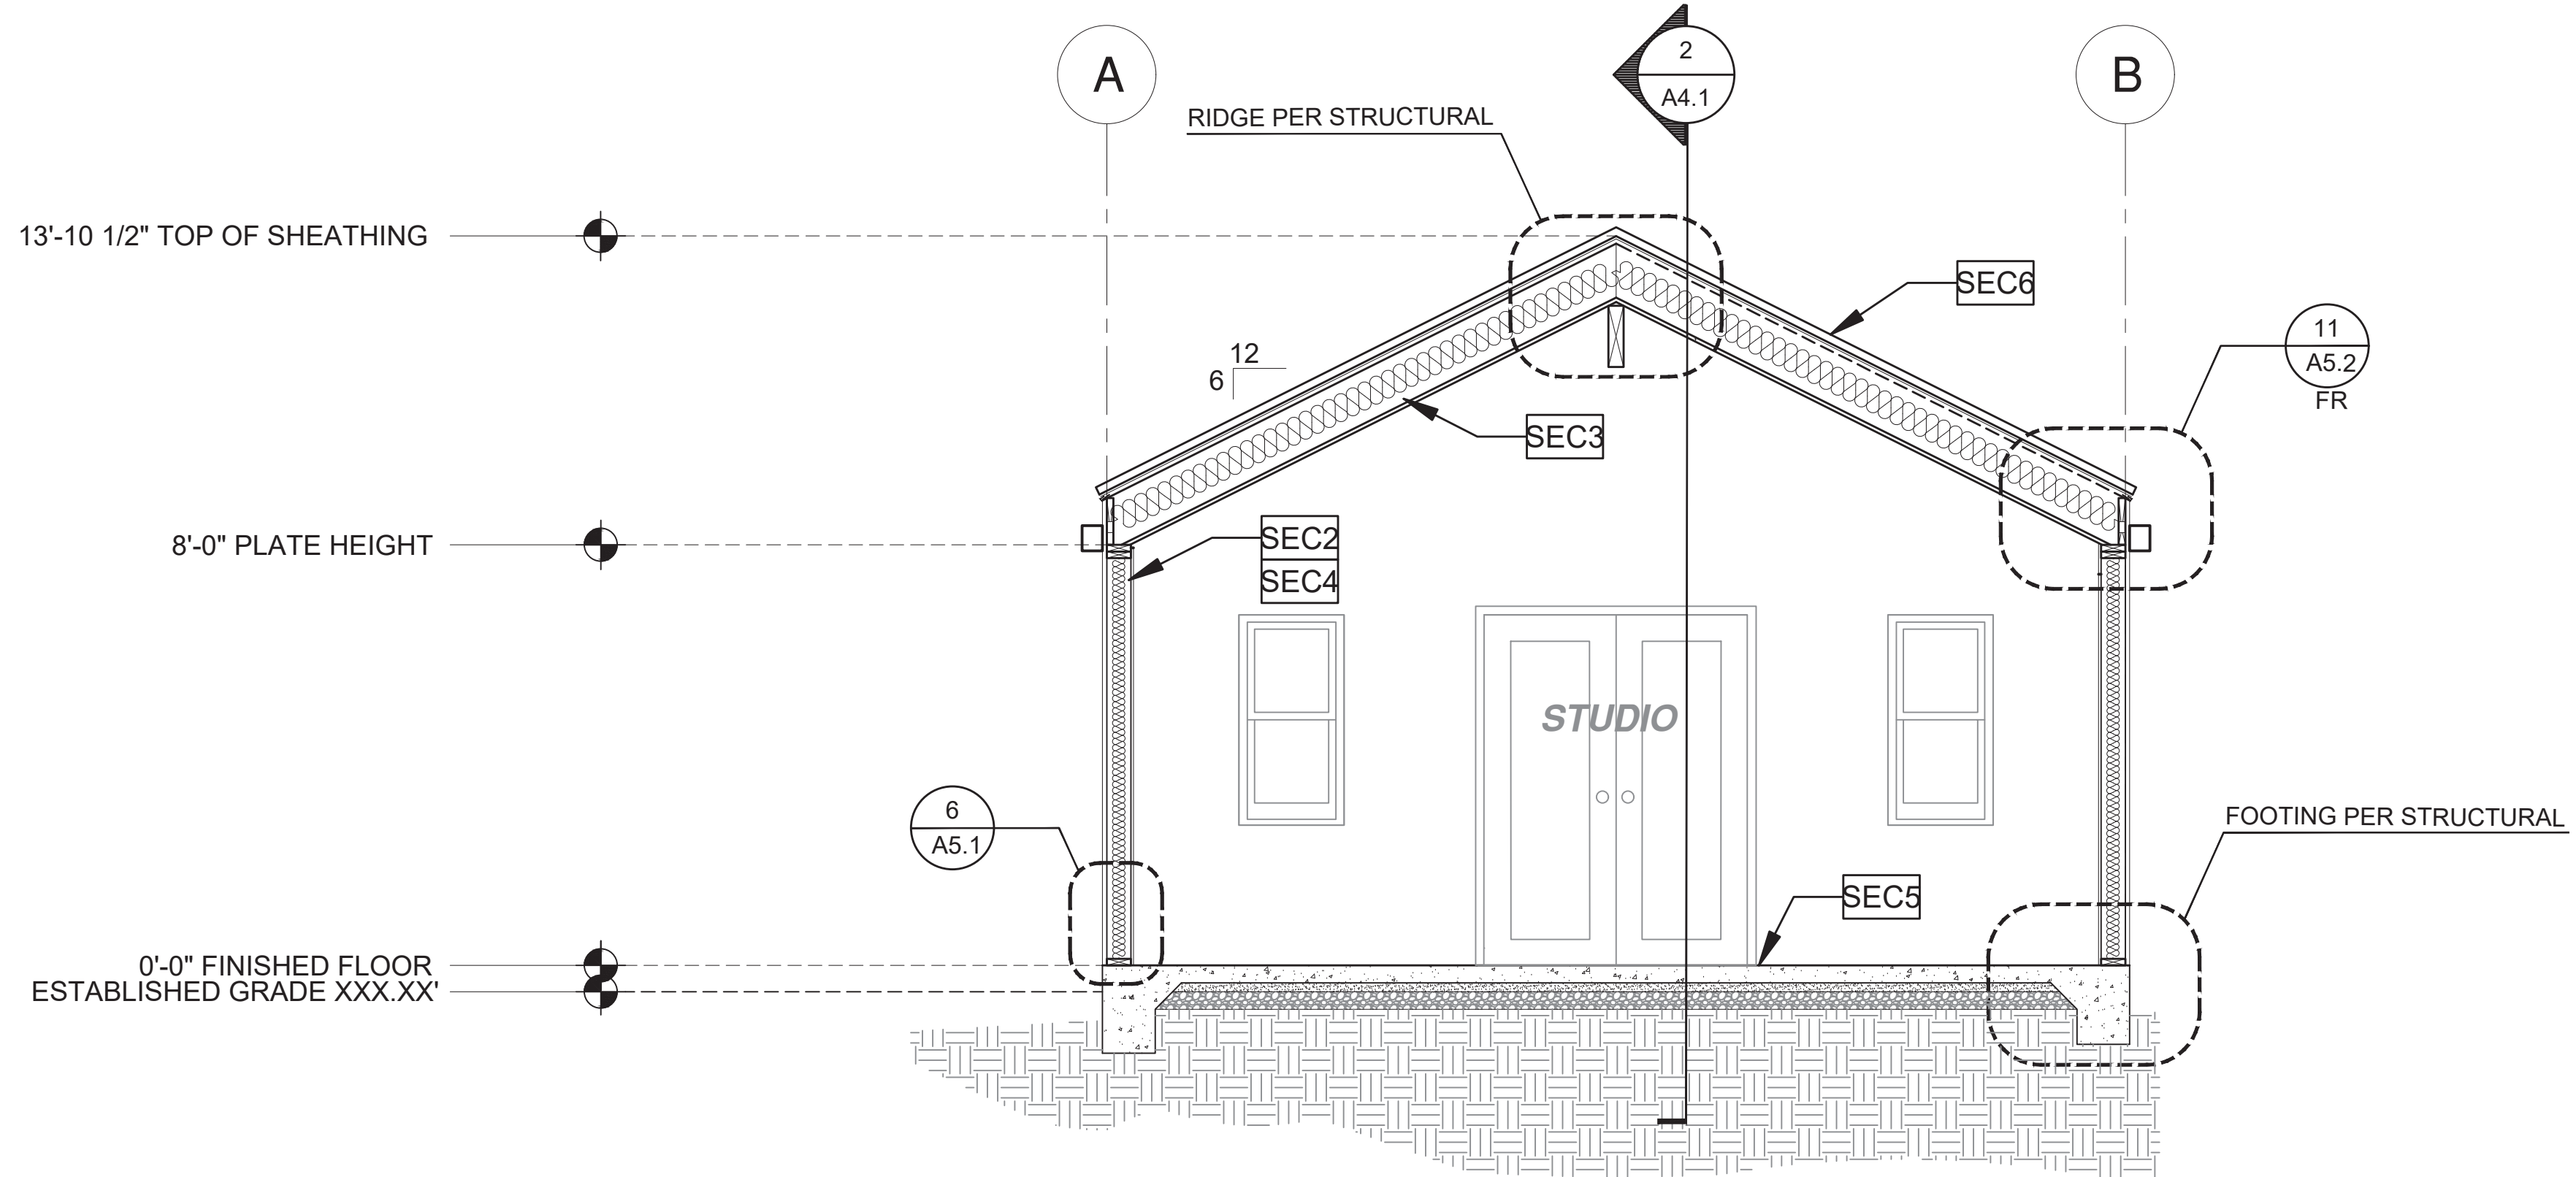 A
2
A4.1
B
RIDGE PER STRUCTURAL
13'-10 1/2" TOP OF SHEATHING
SEC6
11
A5.2
FR
12
6
SEC3
8'-0" PLATE HEIGHT
SEC2
SEC4
STUDIO
6
A5.1
FOOTING PER STRUCTURAL
SEC5
0'-0" FINISHED FLOOR
ESTABLISHED GRADE XXX.XX'